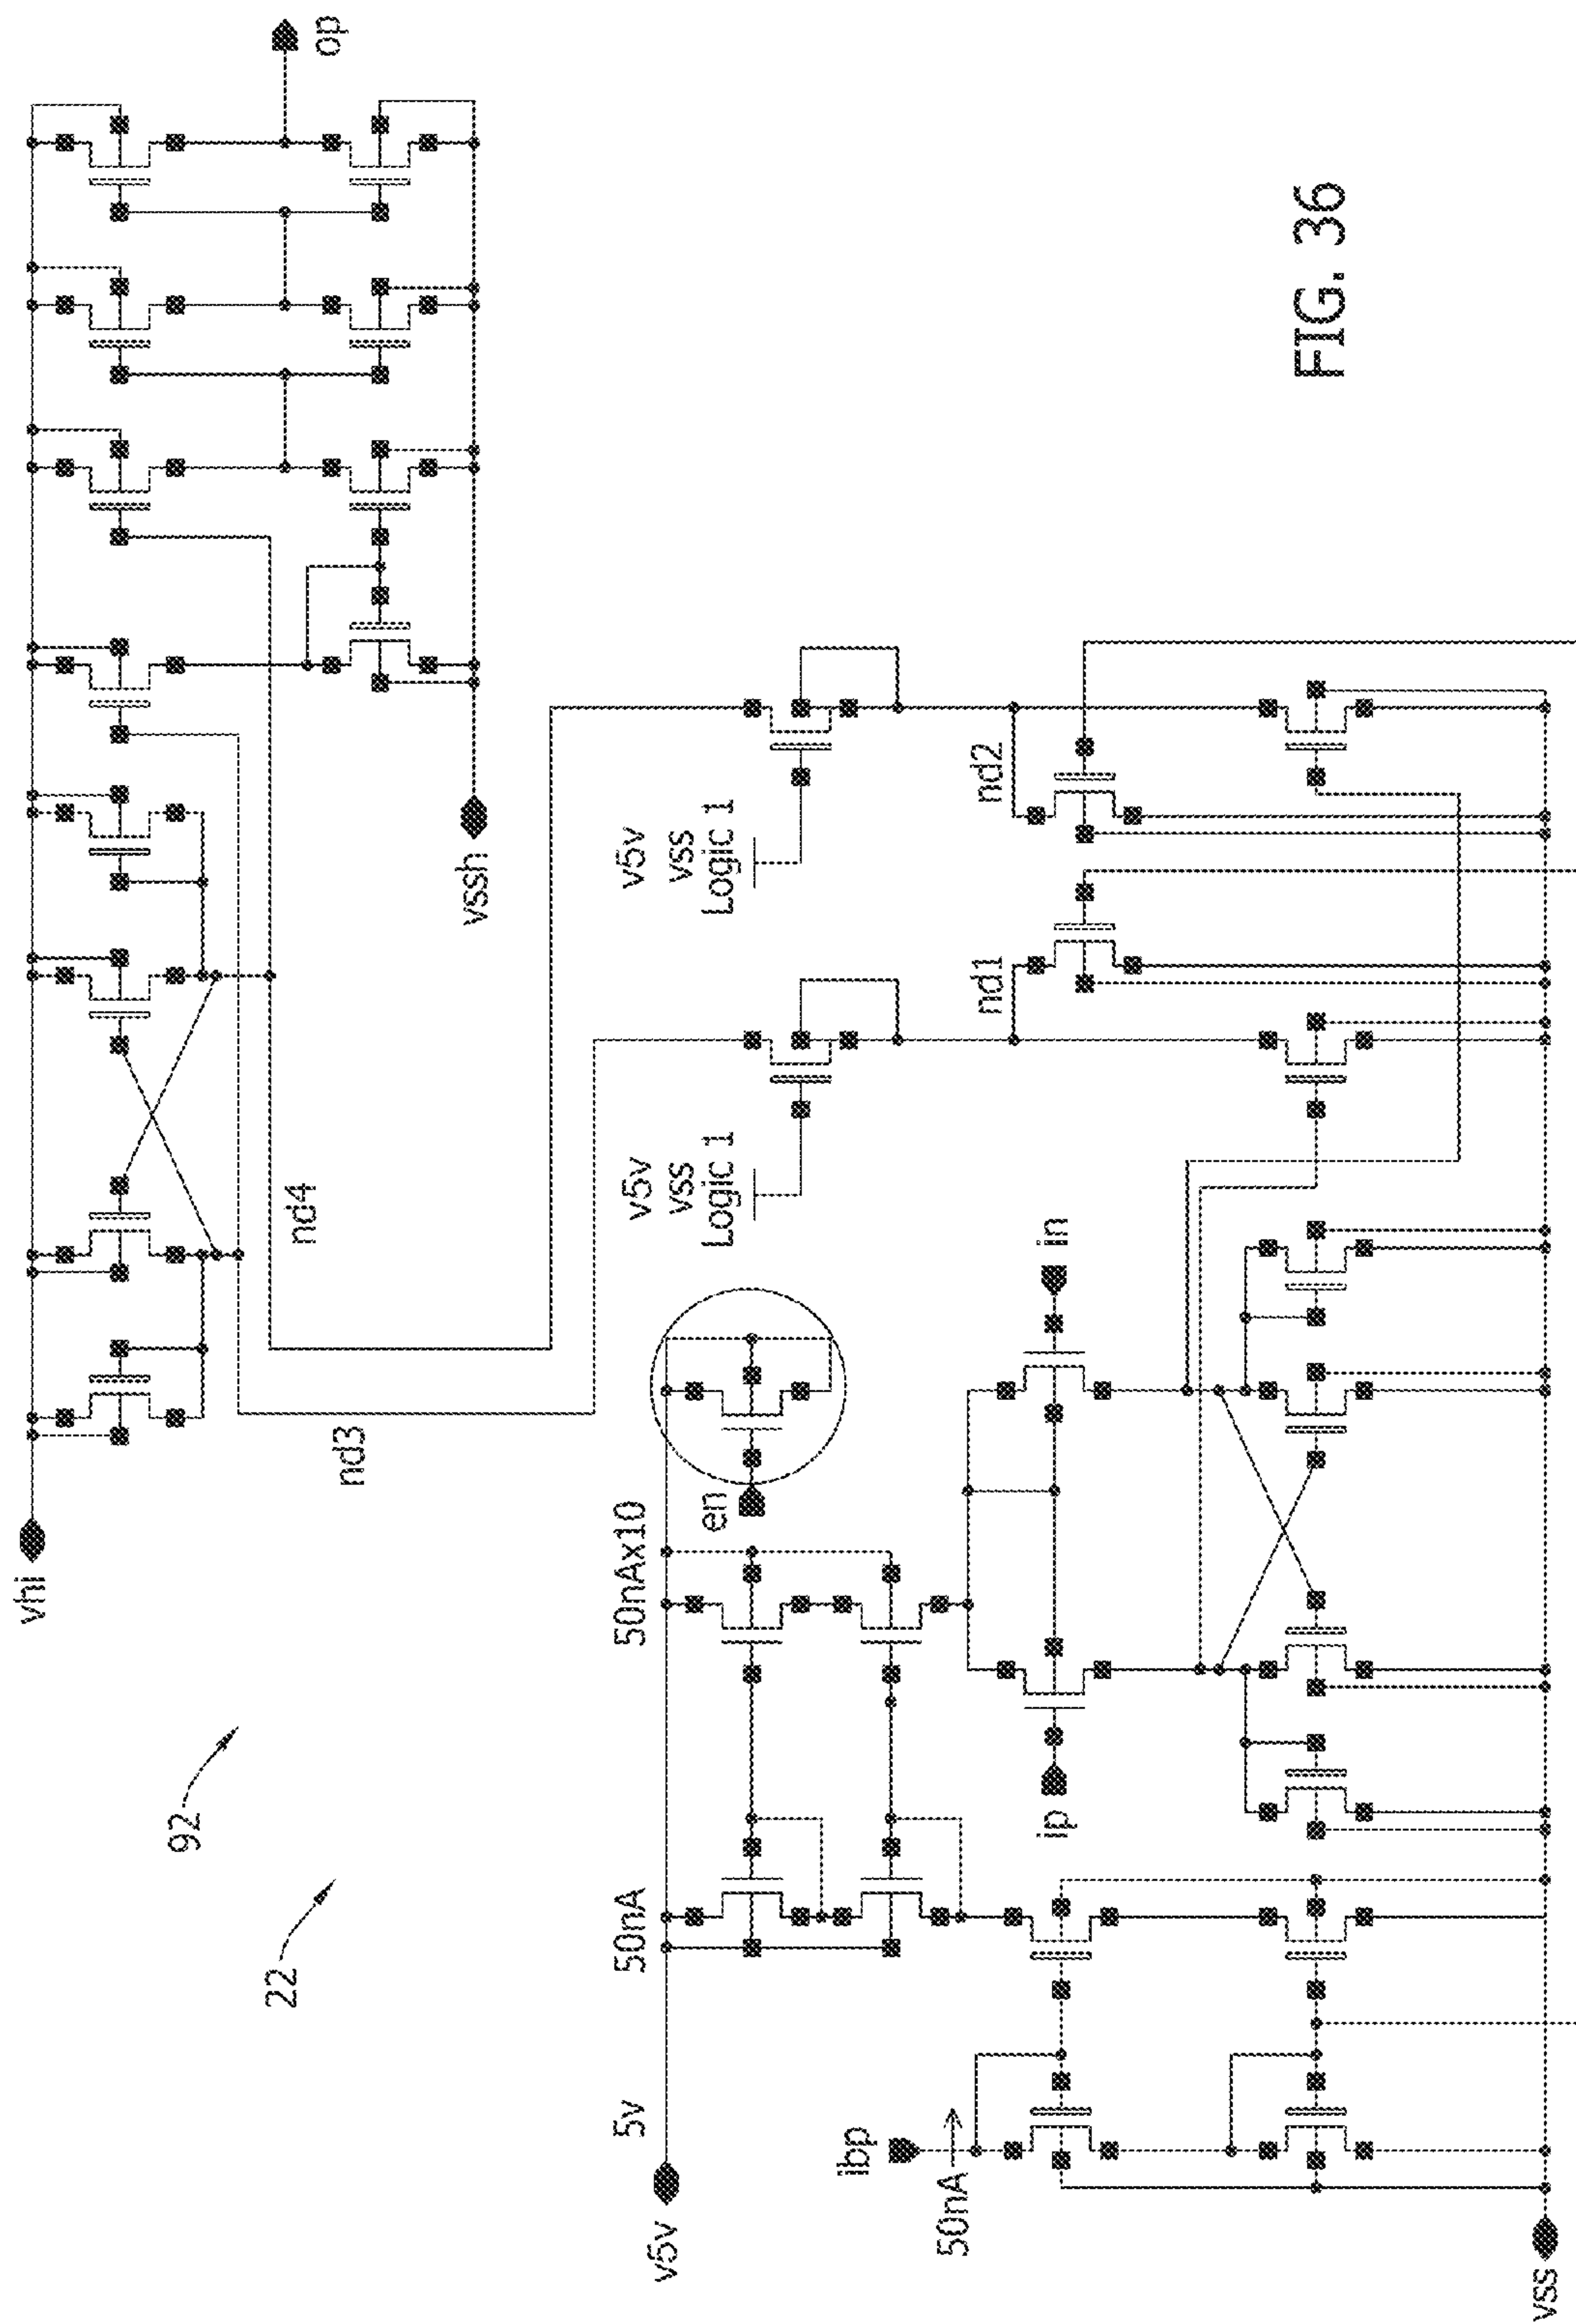 vhi
op
nd3
nd4
vssh
92
22
v5v
5v
50nA
50nAx10
en
v5v
vss
Logic 1
v5v
vss
Logic 1
ibp
50nA
ip
in
nd1
nd2
vss
FIG. 36